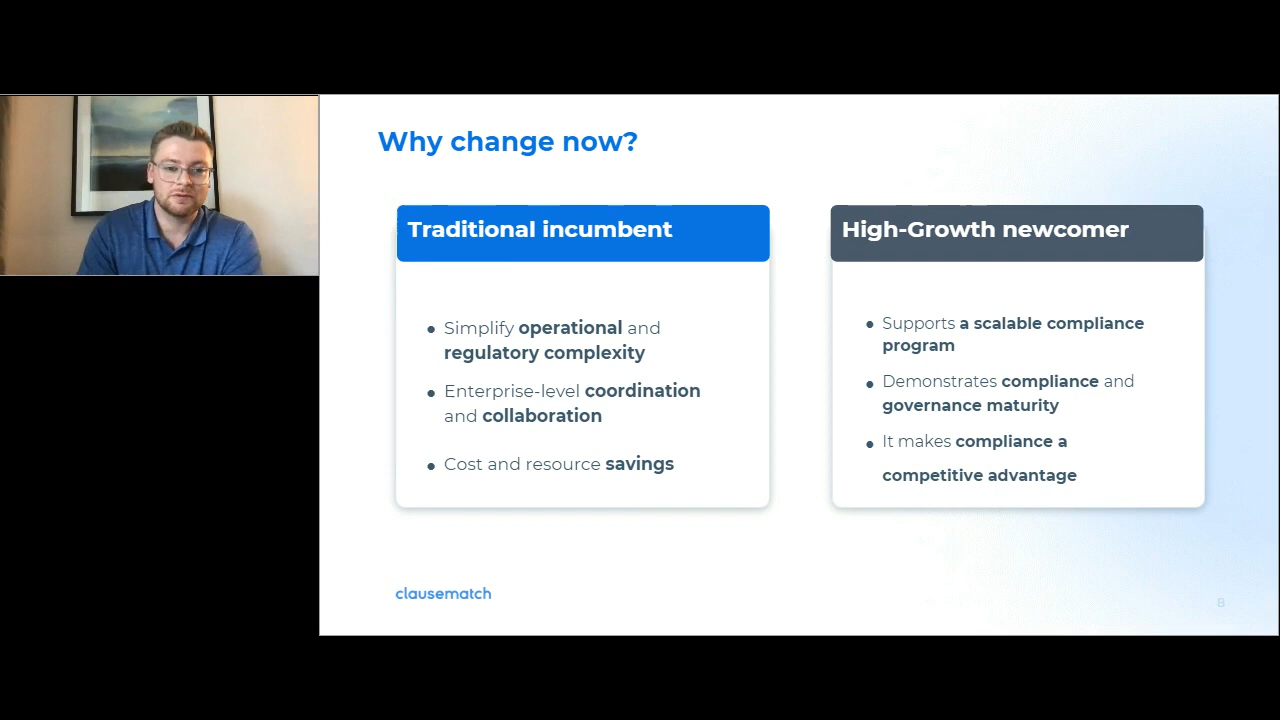 Why change now?
Traditional incumbent
Simplify operational and
regulatory complexity
Enterprise-level coordination
and collaboration
Cost and resource savings
High-Growth newcomer
Supports a scalable compliance
program
Demonstrates compliance and
governance maturity
It makes compliance a
competitive advantage
clausematch
8